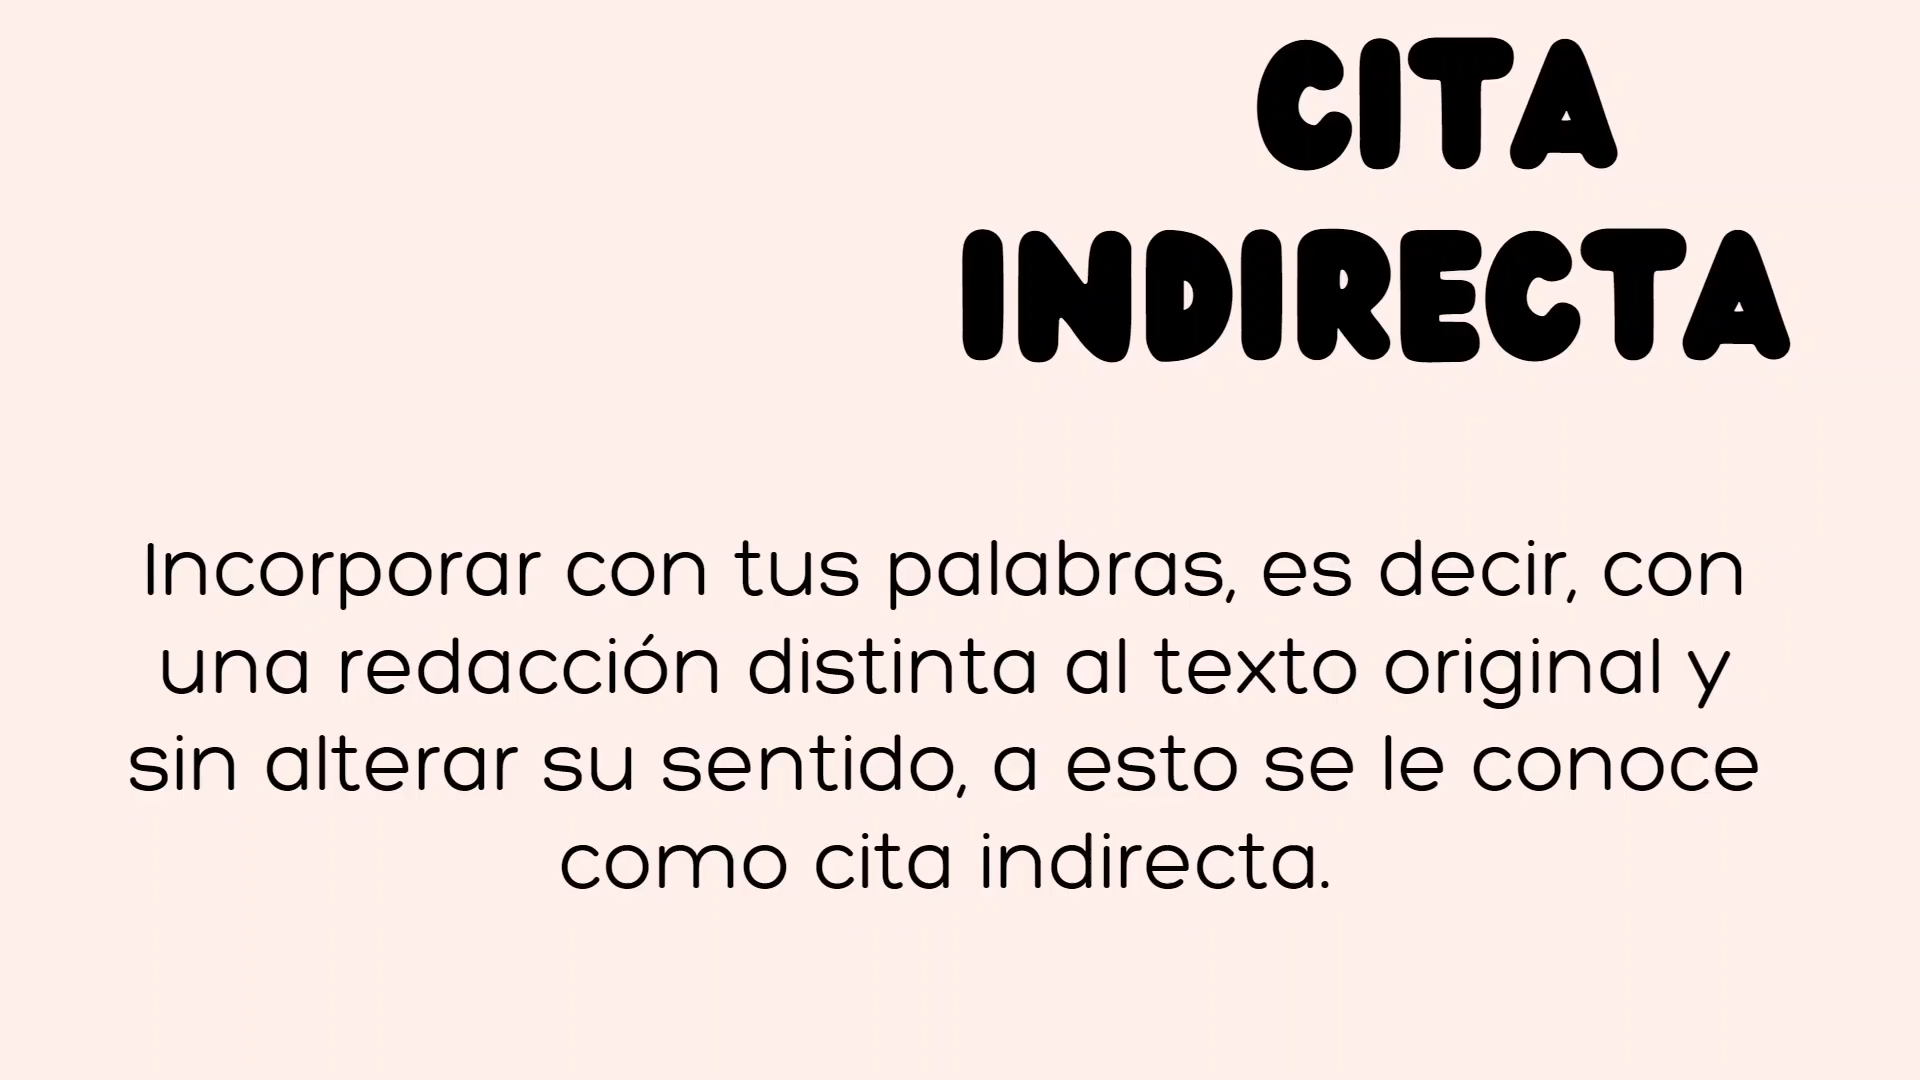 CITA
INDIRECTA
Incorporar con tus palabras, es decir, con
una redacción distinta al texto original y
sin alterar su sentido, a esto se le conoce
como cita indirecta.